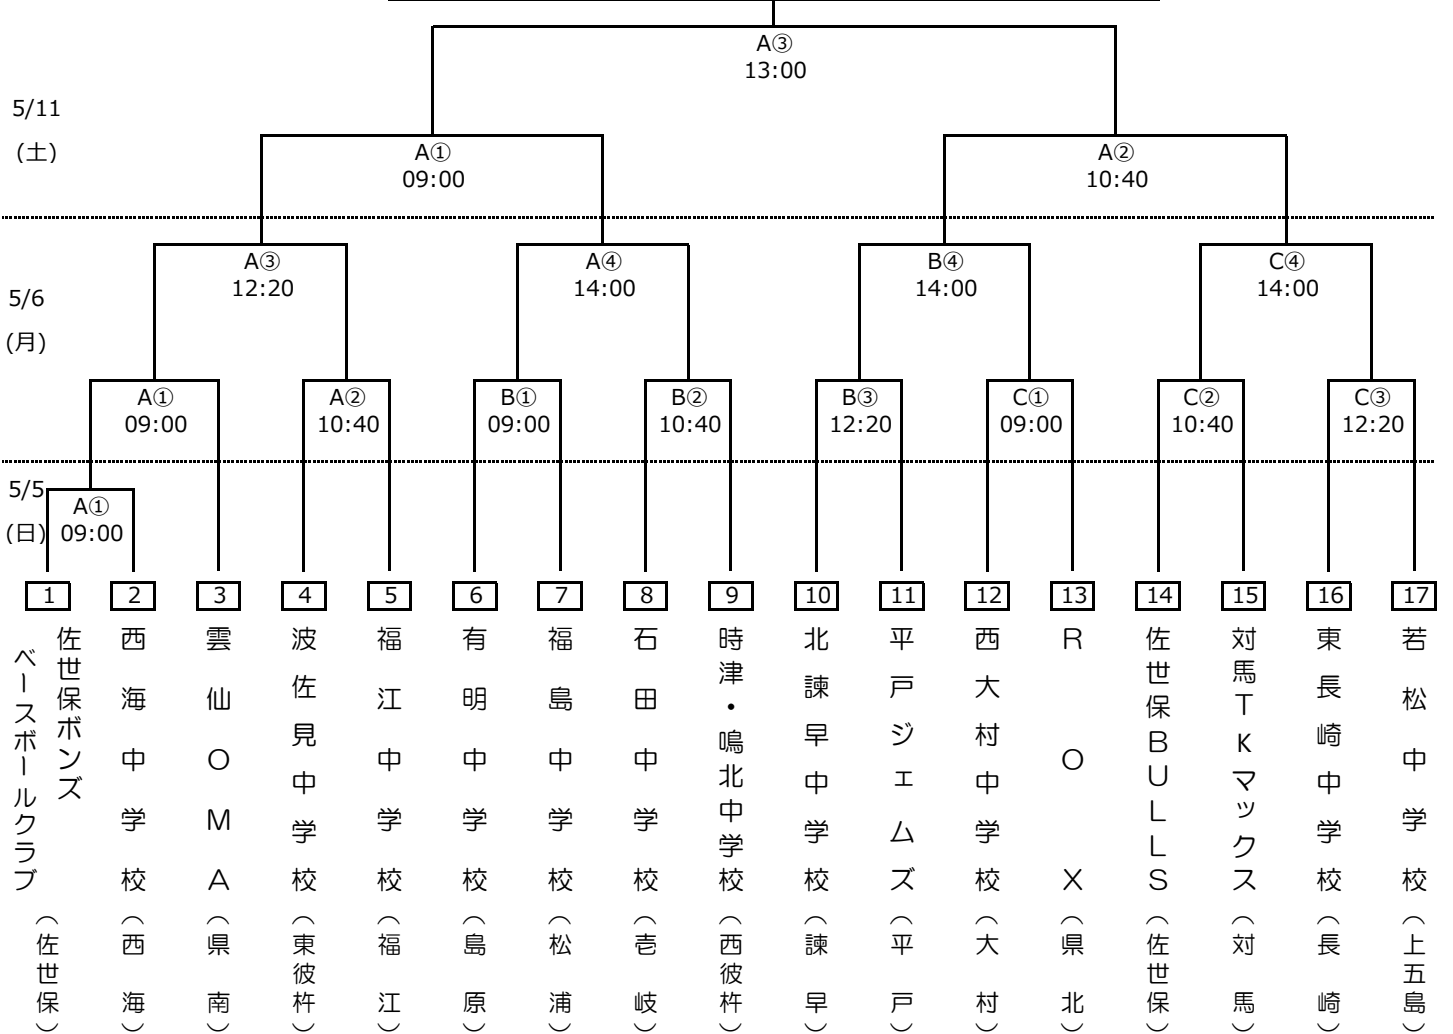 A③
13:00
5/11
(土)
A①
09:00
A②
10:40
A③
12:20
A④
14:00
B④
14:00
C④
14:00
5/6
(月)
A①
09:00
A②
10:40
B①
09:00
B②
10:40
B③
12:20
C①
09:00
C②
10:40
C③
12:20
5/5
(日)
A①
09:00
1
2
3
4
5
6
7
8
9
10
11
12
13
14
15
16
17
佐世保ボンズ
ベースボールクラブ
(佐世保)
西海中学校(西海)
雲仙OMA(県南)
波佐見中学校(東彼杵)
福江中学校(福江)
有明中学校(島原)
福島中学校(松浦)
石田中学校(壱岐)
時津・鳴北中学校(西彼杵)
北諫早中学校(諫早)
平戸ジェムズ(平戸)
西大村中学校(大村)
ROX(県北)
佐世保BULLS(佐世保)
対馬TKマックス(対馬)
東長崎中学校(長崎)
若松中学校(上五島)